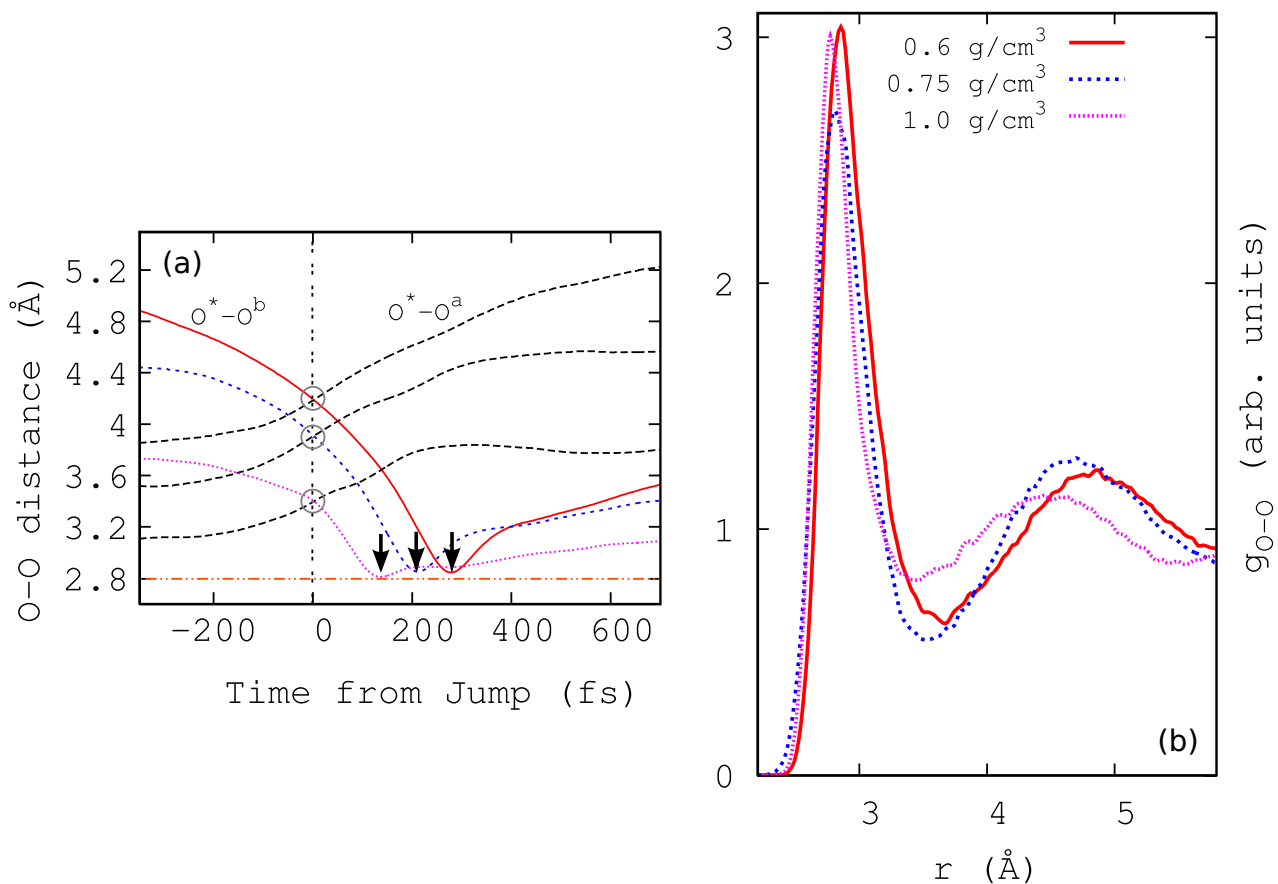 (a)
O*-O^b
O*-O^a
5.2
4.8
4.4
4
3.6
3.2
2.8
O-O distance (Å)
-200
0
200
400
600
Time from Jump (fs)
0.6 g/cm^3
0.75 g/cm^3
1.0 g/cm^3
3
2
1
0
(b)
3
4
5
r (Å)
g_{O-O} (arb. units)